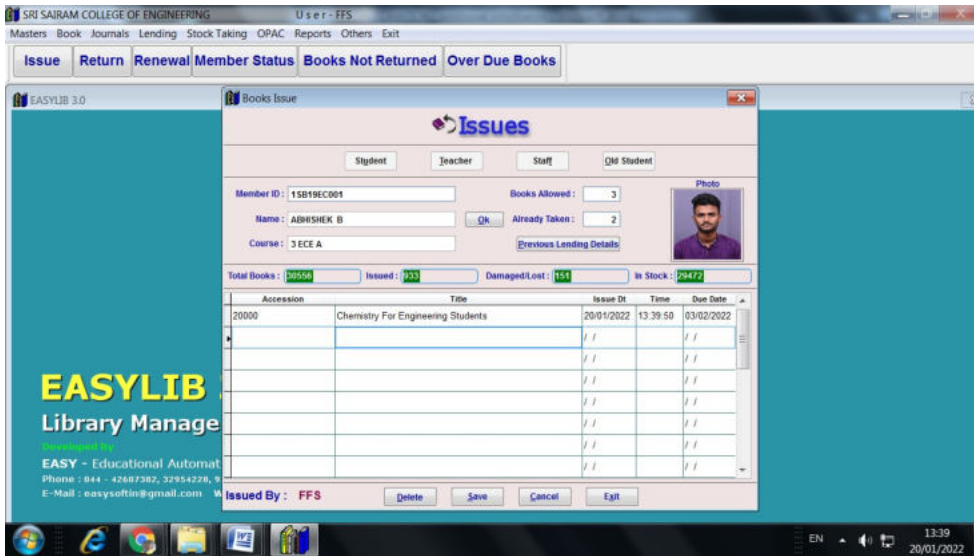 SRI SAIRAM COLLEGE OF ENGINEERING User - FFS
Masters Book Journals Lending Stock Taking OPAC Reports Others Exit
Issue Return Renewal Member Status Books Not Returned Over Due Books
EASYLIB 3.0
Books Issue
Issues
Student Teacher Staff Old Student
Photo
Member ID : 1SB19EC001 Books Allowed : 3
Name : ABHISHEK B Ok Already Taken : 2
Course : 3 ECE A Previous Lending Details
Total Books : 30556 Issued : 933 Damaged/Lost : 151 In Stock : 29472
Accession Title Issue Dt Time Due Date
20000 Chemistry For Engineering Students 20/01/2022 13:39:50 03/02/2022
/ / / /
/ / / /
/ / / /
/ / / /
/ / / /
/ / / /
/ / / /
EASYLIB
Library Manage
Developed By
EASY - Educational Automat
Phone : 044 - 42607382, 32954228, 9
E-Mail : easysoftin@gmail.com W
Issued By : FFS Delete Save Cancel Exit
EN 13:39
20/01/2022